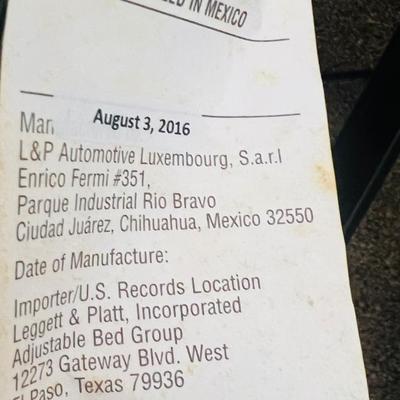 IN MEXICO
August 3, 2016
L&P Automotive Luxembourg, S.a.r.l
Enrico Fermi #351,
Parque Industrial Rio Bravo
Ciudad Juárez, Chihuahua, Mexico 32550
Date of Manufacture:
Importer/U.S. Records Location
Leggett & Platt, Incorporated
Adjustable Bed Group
12273 Gateway Blvd. West
El Paso, Texas 79936